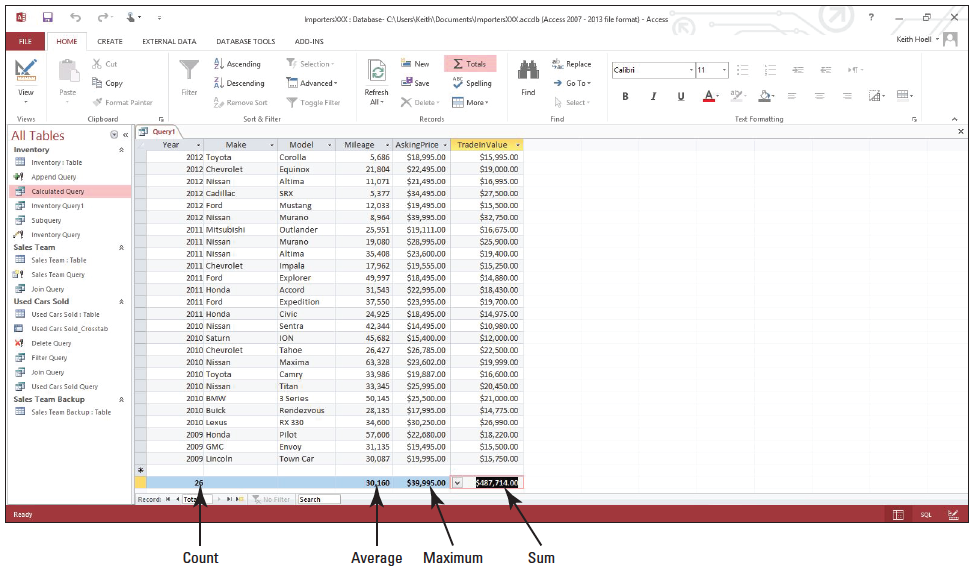 ImportersXXX : Database- C:\Users\Keith\Documents\ImportersXXX.accdb (Access 2007 - 2013 file format) - Access
FILE HOME CREATE EXTERNAL DATA DATABASE TOOLS ADD-INS
Keith Hoell
View
Views
Paste
Cut
Copy
Format Painter
Clipboard
Filter
Ascending
Descending
Remove Sort
Selection
Advanced
Toggle Filter
Sort & Filter
Refresh All
New
Save
Delete
Totals
Spelling
More
Records
Find
Replace
Go To
Select
Find
Calibri 11
B I U A
Text Formatting
All Tables
Inventory
Inventory : Table
Append Query
Calculated Query
Inventory Query1
Subquery
Inventory Query
Sales Team
Sales Team : Table
Sales Team Query
Join Query
Used Cars Sold
Used Cars Sold : Table
Used Cars Sold_Crosstab
Delete Query
Filter Query
Join Query
Used Cars Sold Query
Sales Team Backup
Sales Team Backup : Table
Query1
Year Make Model Mileage AskingPrice TradeInValue
2012 Toyota Corolla 5,686 $18,995.00 $15,995.00
2012 Chevrolet Equinox 21,804 $22,495.00 $19,000.00
2012 Nissan Altima 11,071 $21,495.00 $16,995.00
2012 Cadillac SRX 5,377 $34,495.00 $27,500.00
2012 Ford Mustang 12,033 $19,495.00 $15,500.00
2012 Nissan Murano 8,964 $39,995.00 $32,750.00
2011 Mitsubishi Outlander 25,951 $19,111.00 $16,675.00
2011 Nissan Murano 19,080 $28,995.00 $25,900.00
2011 Nissan Altima 35,408 $23,600.00 $19,400.00
2011 Chevrolet Impala 17,962 $19,555.00 $15,250.00
2011 Ford Explorer 49,997 $18,495.00 $14,880.00
2011 Honda Accord 31,543 $22,995.00 $18,430.00
2011 Ford Expedition 37,550 $23,995.00 $19,700.00
2011 Honda Civic 24,925 $18,495.00 $14,975.00
2010 Nissan Sentra 42,344 $14,495.00 $10,980.00
2010 Saturn ION 45,682 $15,400.00 $12,000.00
2010 Chevrolet Tahoe 26,427 $26,785.00 $22,500.00
2010 Nissan Maxima 63,328 $23,602.00 $19,999.00
2010 Toyota Camry 33,986 $19,887.00 $16,600.00
2010 Nissan Titan 33,345 $25,995.00 $20,450.00
2010 BMW 3 Series 50,145 $25,500.00 $21,000.00
2010 Buick Rendezvous 28,135 $17,995.00 $14,775.00
2010 Lexus RX 330 34,600 $30,250.00 $26,990.00
2009 Honda Pilot 57,606 $22,680.00 $18,220.00
2009 GMC Envoy 31,135 $19,495.00 $15,500.00
2009 Lincoln Town Car 30,087 $19,995.00 $15,750.00
26 30,160 $39,995.00 $487,714.00
Record: No Filter Search
Ready SQL
Count Average Maximum Sum